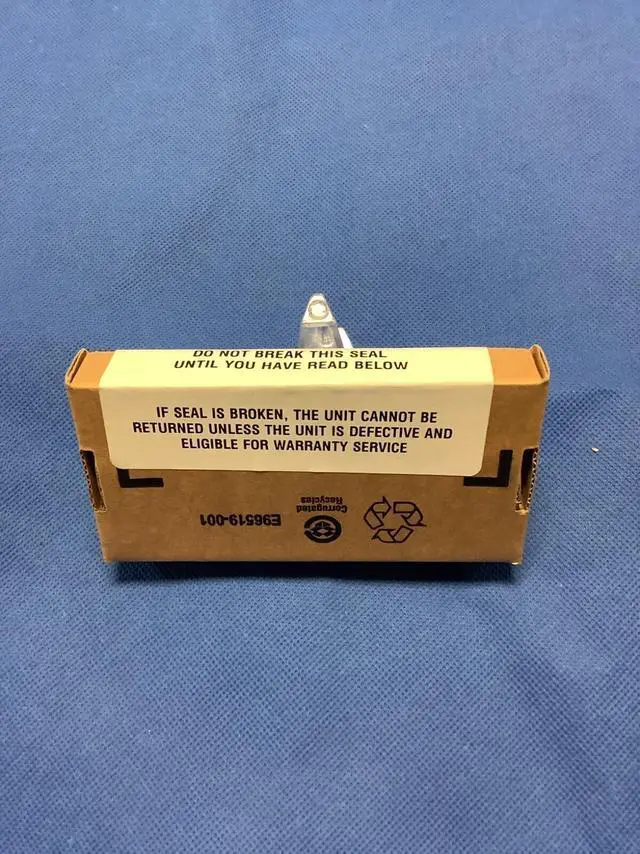 DO NOT BREAK THIS SEAL
UNTIL YOU HAVE READ BELOW
IF SEAL IS BROKEN, THE UNIT CANNOT BE
RETURNED UNLESS THE UNIT IS DEFECTIVE AND
ELIGIBLE FOR WARRANTY SERVICE
Corrugated
Recycles
E96519-001